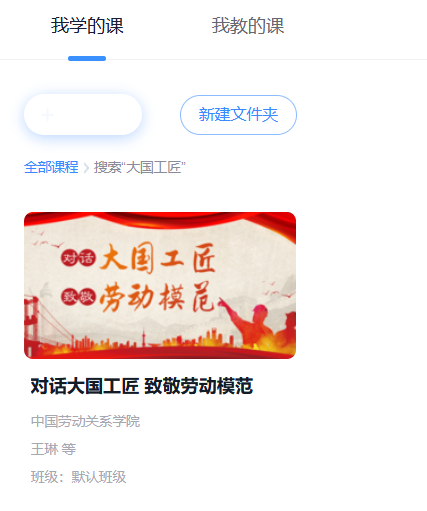 我学的课 我教的课
+ 新建文件夹
全部课程 > 搜索"大国工匠"
对话 大国工匠
致敬 劳动模范
对话大国工匠 致敬劳动模范
中国劳动关系学院
王琳 等
班级：默认班级